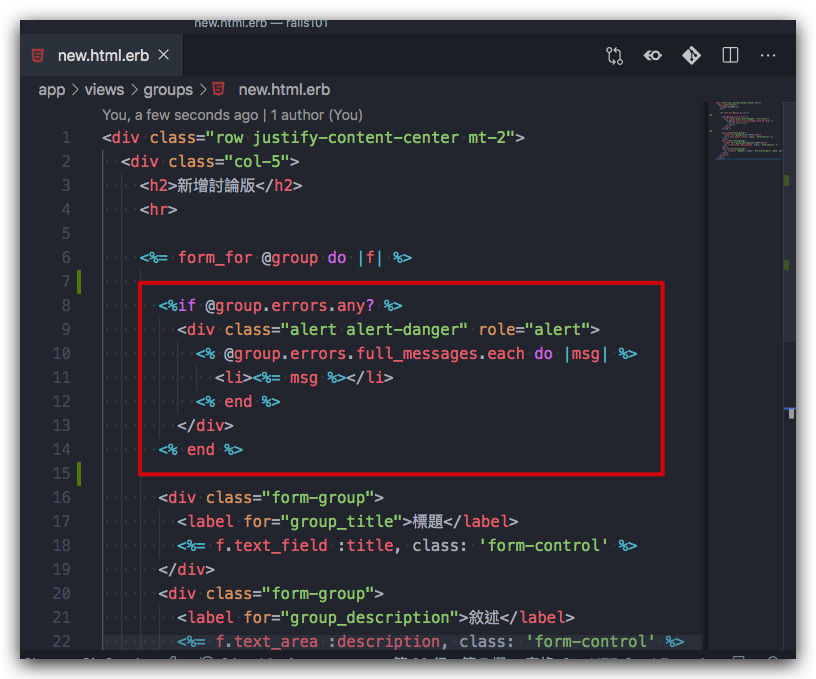 new.html.erb — rails101
new.html.erb
app > views > groups > new.html.erb
You, a few seconds ago | 1 author (You)
1 <div class="row justify-content-center mt-2">
2 <div class="col-5">
3 <h2>新增討論版</h2>
4 <hr>
5
6 <%= form_for @group do |f| %>
7
8 <%if @group.errors.any? %>
9 <div class="alert alert-danger" role="alert">
10 <% @group.errors.full_messages.each do |msg| %>
11 <li><%= msg %></li>
12 <% end %>
13 </div>
14 <% end %>
15
16 <div class="form-group">
17 <label for="group_title">標題</label>
18 <%= f.text_field :title, class: 'form-control' %>
19 </div>
20 <div class="form-group">
21 <label for="group_description">敘述</label>
22 <%= f.text_area :description, class: 'form-control' %>